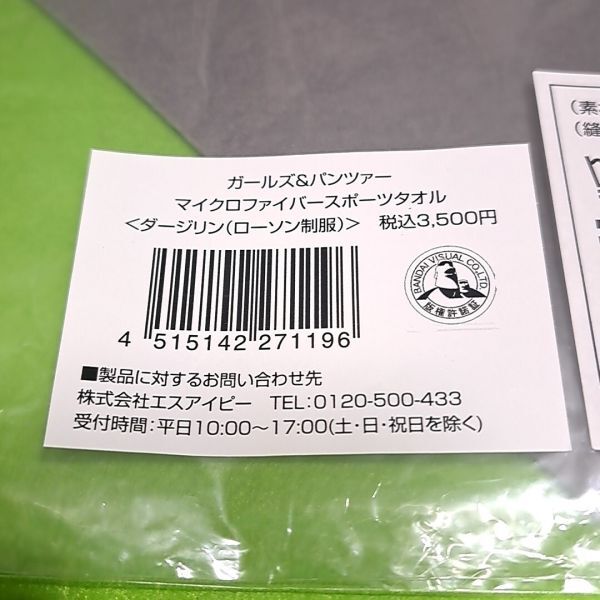 ガールズ&パンツァー
マイクロファイバースポーツタオル
＜ダージリン(ローソン制服)＞ 税込3,500円
BANDAI VISUAL CO.,LTD.
版権許諾証
4 515142 271196
■製品に対するお問い合わせ先
株式会社エスアイピー TEL:0120-500-433
受付時間:平日10:00～17:00(土・日・祝日を除く)
(素
(縫